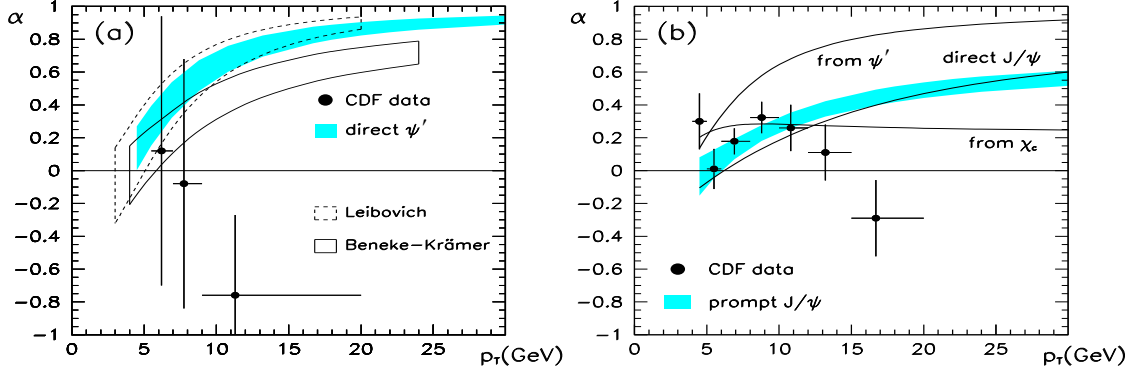 α
(a)
1
0.8
0.6
0.4
0.2
0
−0.2
−0.4
−0.6
−0.8
−1
CDF data
direct ψ′
Leibovich
Beneke−Krämer
0 5 10 15 20 25
p_T(GeV)
α
(b)
1
0.8
0.6
0.4
0.2
0
−0.2
−0.4
−0.6
−0.8
−1
from ψ′
direct J/ψ
from χ_c
CDF data
prompt J/ψ
0 5 10 15 20 25
p_T(GeV)